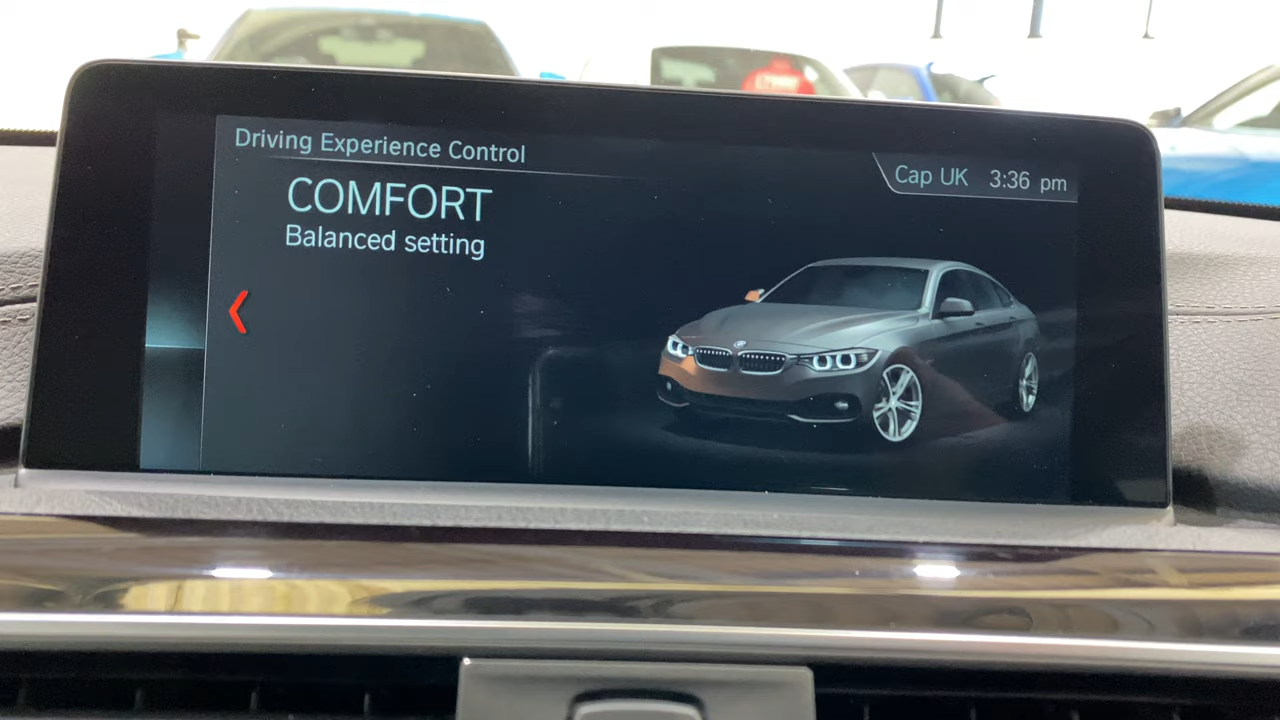 Driving Experience Control
Cap UK 3:36 pm
COMFORT
Balanced setting